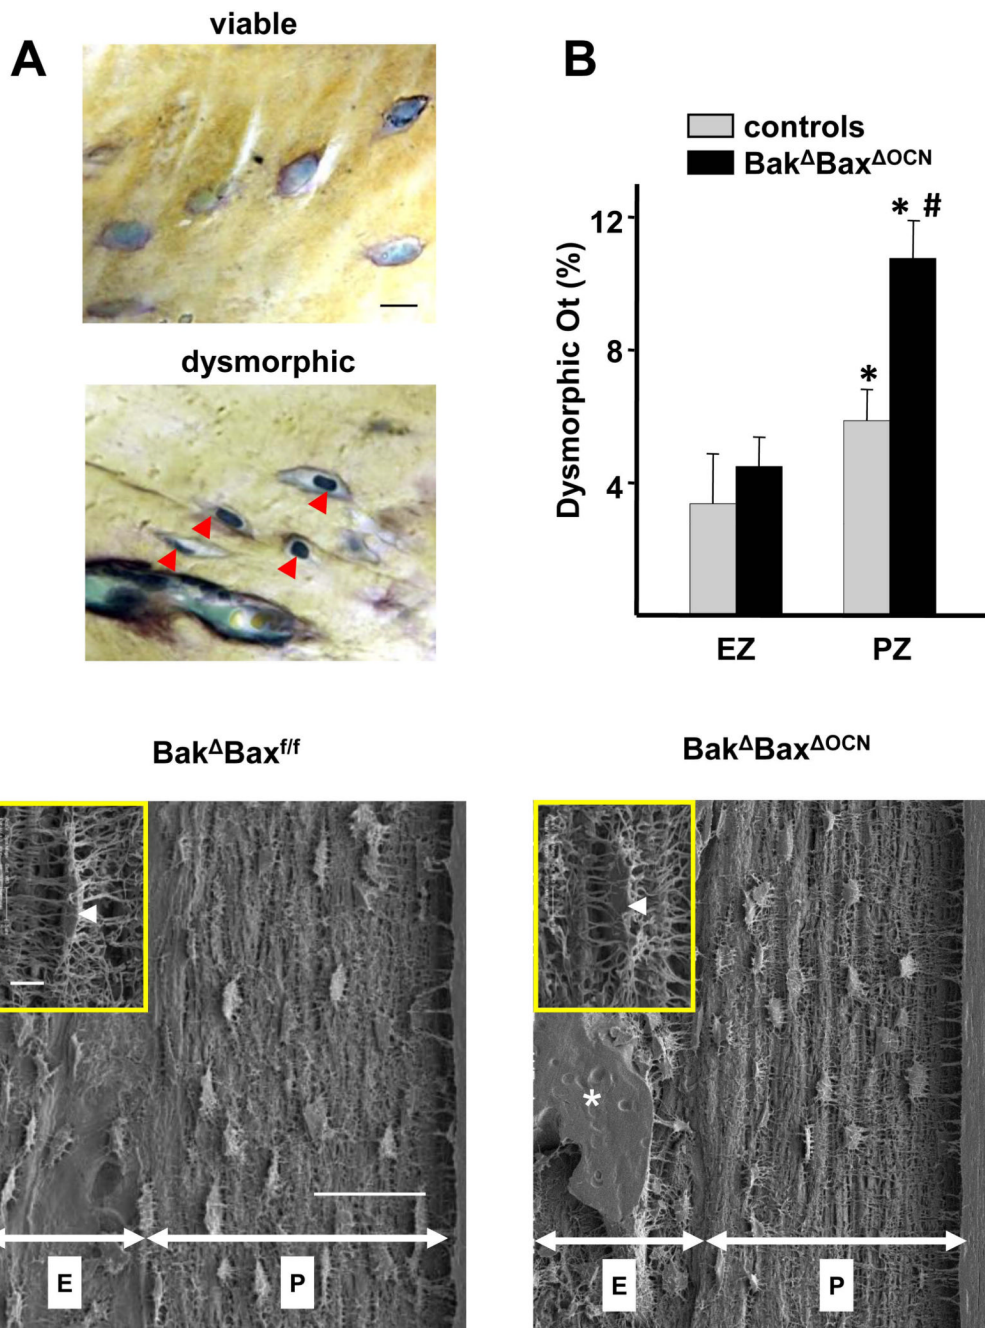 A
viable
dysmorphic
B
controls
Bak^ΔBax^ΔOCN
Dysmorphic Ot (%)
12
8
4
*
* #
EZ
PZ
Bak^ΔBax^f/f
Bak^ΔBax^ΔOCN
*
E
P
E
P